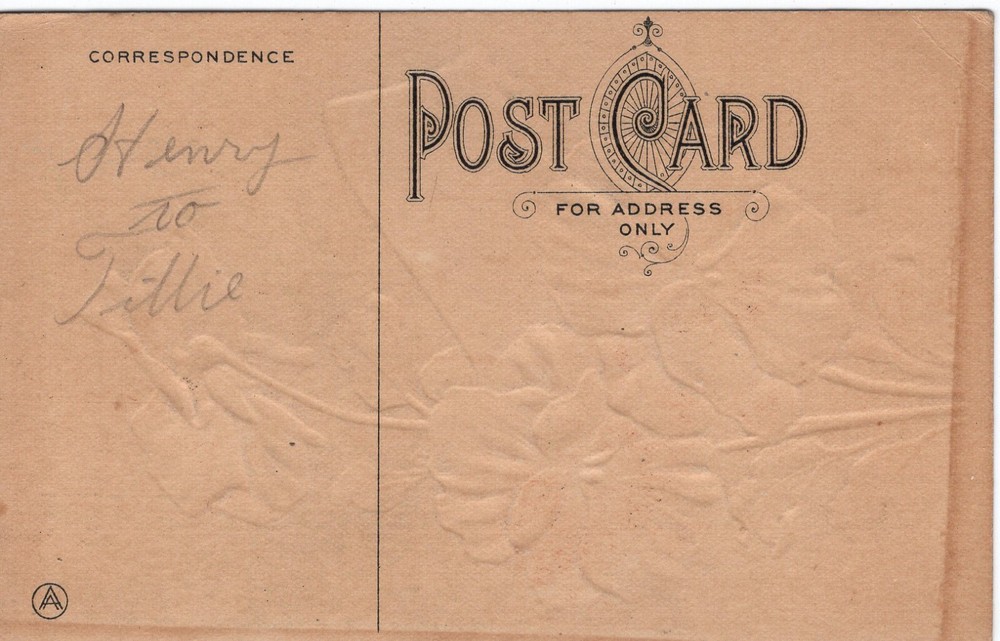 CORRESPONDENCE
Henry
to
Tillie
POST CARD
FOR ADDRESS
ONLY
A